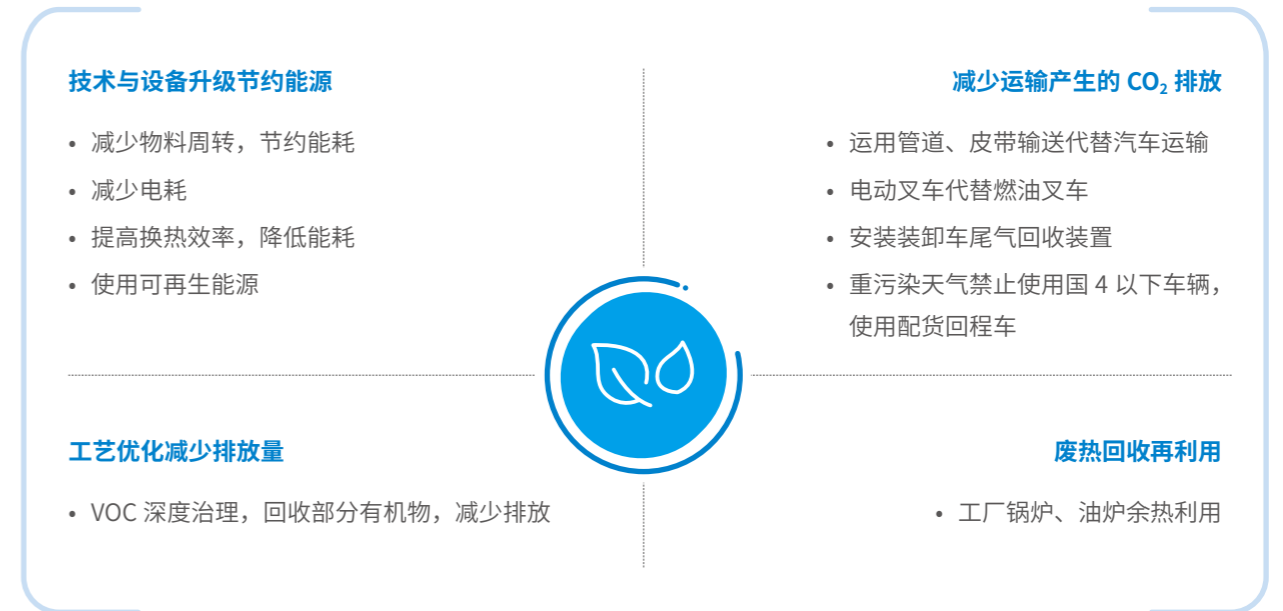 技术与设备升级节约能源
• 减少物料周转，节约能耗
• 减少电耗
• 提高换热效率，降低能耗
• 使用可再生能源
减少运输产生的 CO₂ 排放
• 运用管道、皮带输送代替汽车运输
• 电动叉车代替燃油叉车
• 安装装卸车尾气回收装置
• 重污染天气禁止使用国 4 以下车辆，
使用配货回程车
工艺优化减少排放量
• VOC 深度治理，回收部分有机物，减少排放
废热回收再利用
• 工厂锅炉、油炉余热利用